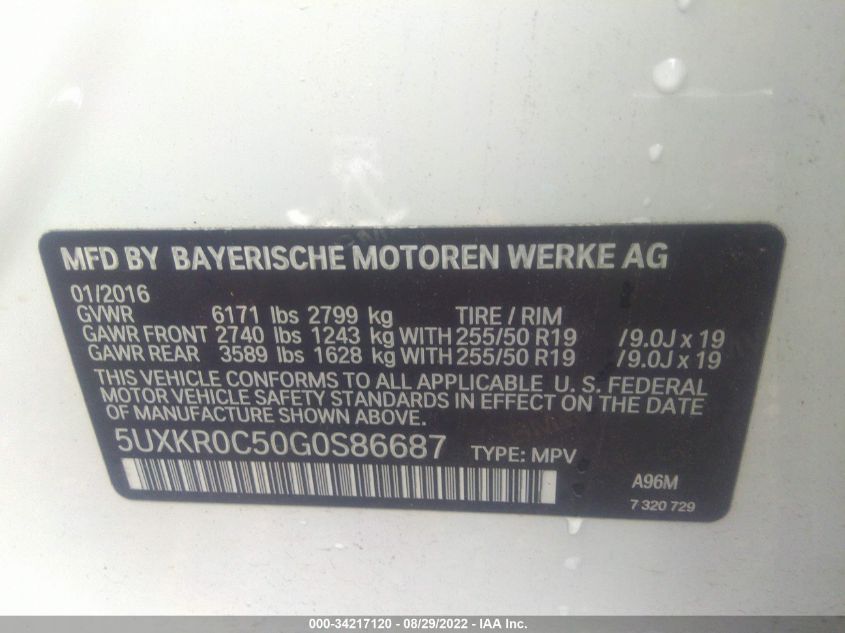 MFD BY BAYERISCHE MOTOREN WERKE AG
01/2016
GVWR 6171 lbs 2799 kg TIRE / RIM
GAWR FRONT 2740 lbs 1243 kg WITH 255/50 R19 /9.0J x 19
GAWR REAR 3589 lbs 1628 kg WITH 255/50 R19 /9.0J x 19
THIS VEHICLE CONFORMS TO ALL APPLICABLE U. S. FEDERAL
MOTOR VEHICLE SAFETY STANDARDS IN EFFECT ON THE DATE
OF MANUFACTURE SHOWN ABOVE.
5UXKR0C50G0S86687 TYPE: MPV
A96M
7 320 729
000-34217120 - 08/29/2022 - IAA Inc.